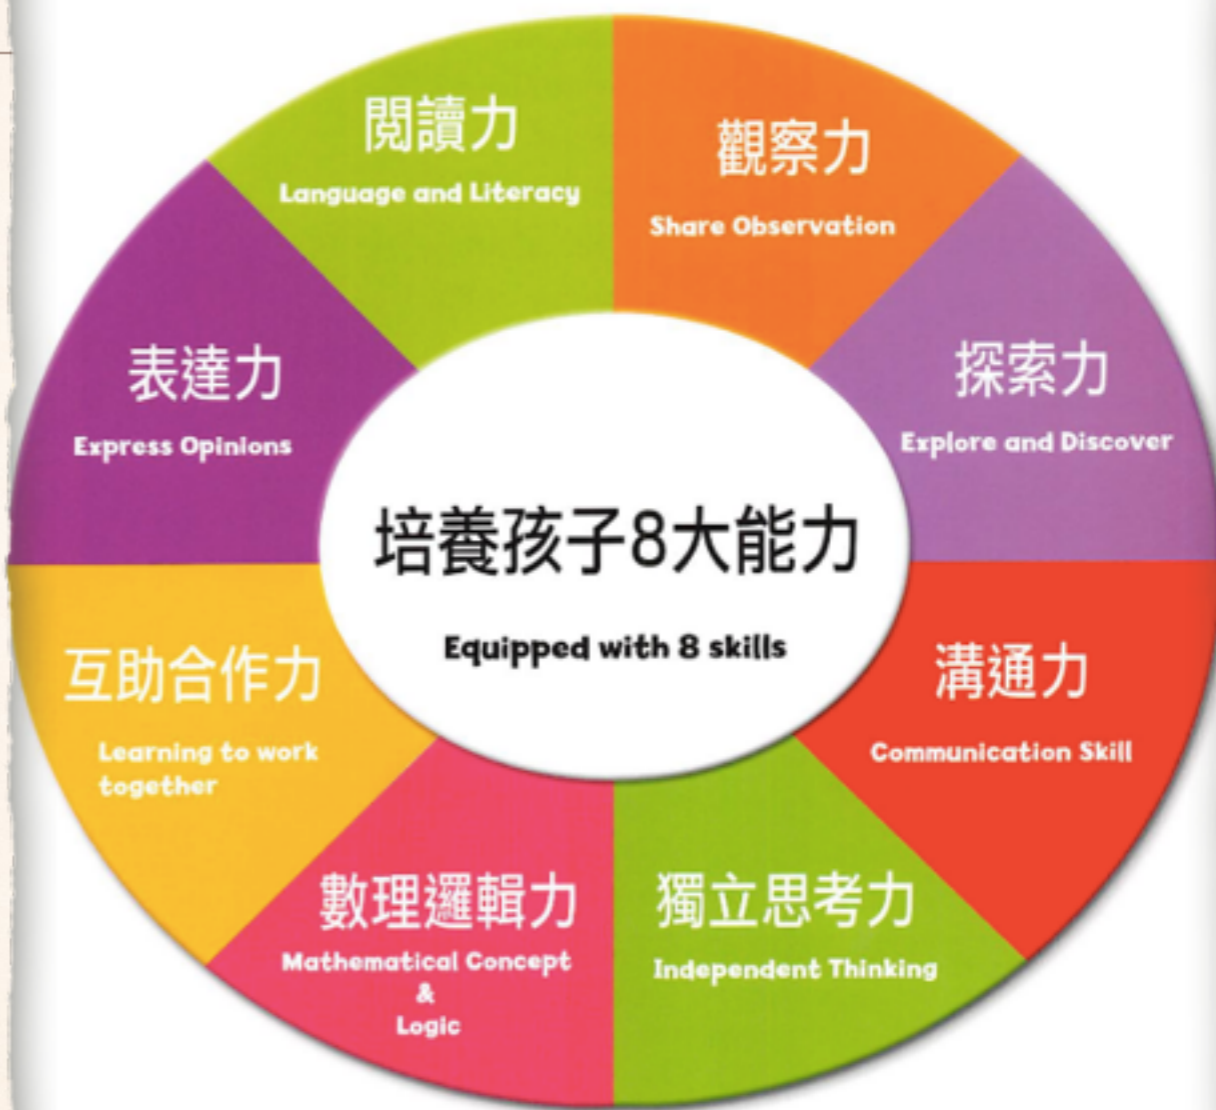 閱讀力
Language and Literacy
觀察力
Share Observation
探索力
Explore and Discover
溝通力
Communication Skill
獨立思考力
Independent Thinking
數理邏輯力
Mathematical Concept
&
Logic
互助合作力
Learning to work
together
表達力
Express Opinions
培養孩子8大能力
Equipped with 8 skills